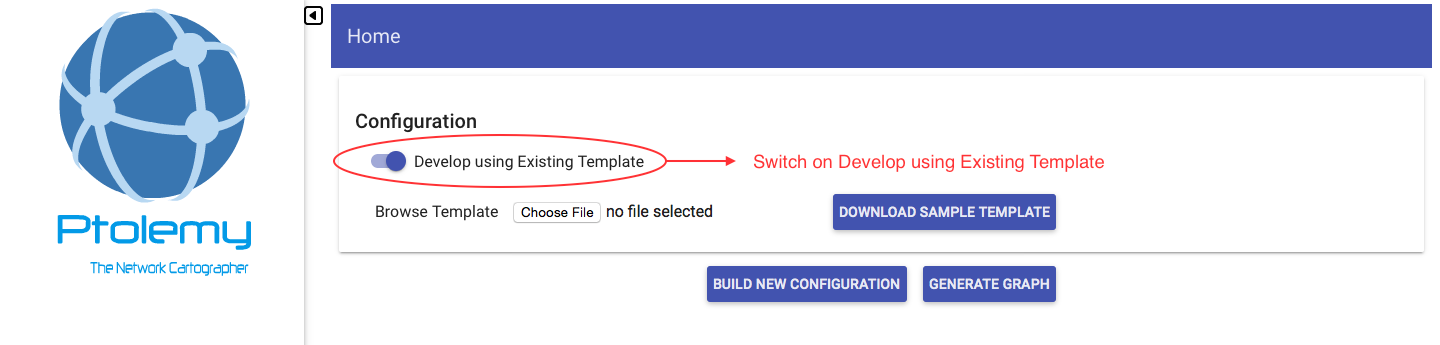 Ptolemy
The Network Cartographer
Home
Configuration
Develop using Existing Template
Switch on Develop using Existing Template
Browse Template Choose File no file selected DOWNLOAD SAMPLE TEMPLATE
BUILD NEW CONFIGURATION GENERATE GRAPH